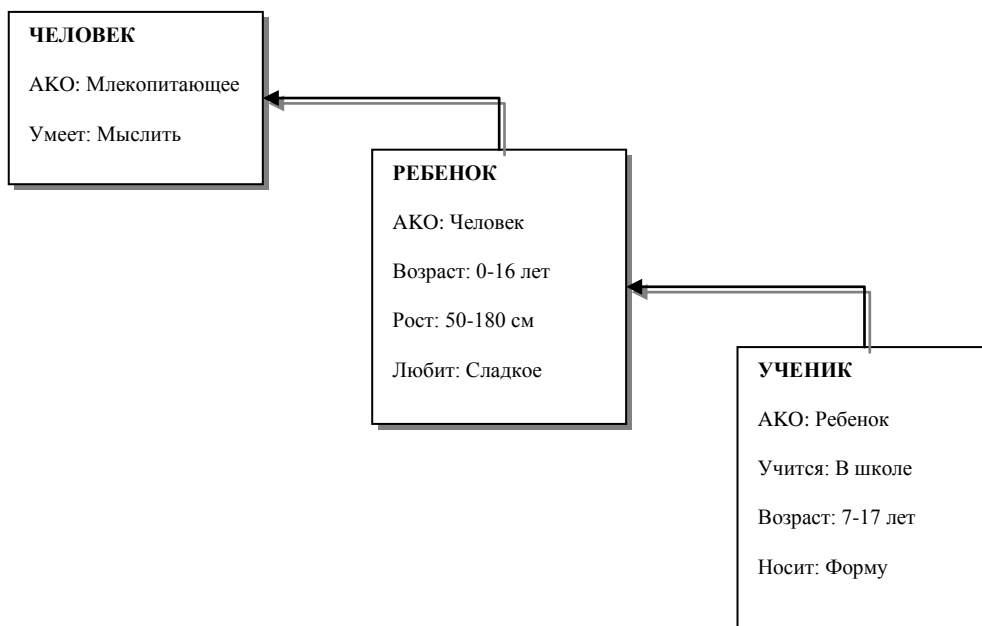 ЧЕЛОВЕК
АКО: Млекопитающее
Умеет: Мыслить
РЕБЕНОК
АКО: Человек
Возраст: 0-16 лет
Рост: 50-180 см
Любит: Сладкое
УЧЕНИК
АКО: Ребенок
Учится: В школе
Возраст: 7-17 лет
Носит: Форму